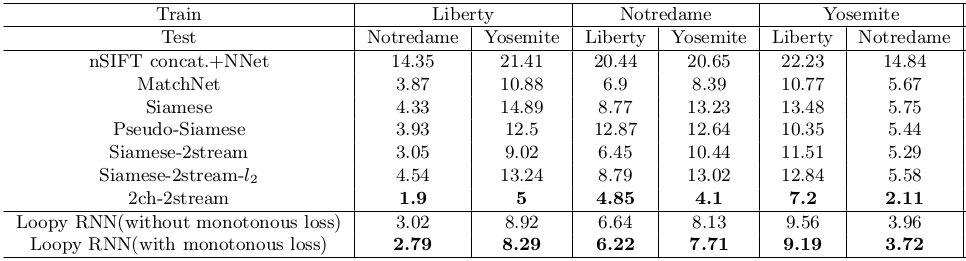 Train Liberty Notredame Yosemite
Test Notredame Yosemite Liberty Yosemite Liberty Notredame
nSIFT concat.+NNet 14.35 21.41 20.44 20.65 22.23 14.84
MatchNet 3.87 10.88 6.9 8.39 10.77 5.67
Siamese 4.33 14.89 8.77 13.23 13.48 5.75
Pseudo-Siamese 3.93 12.5 12.87 12.64 10.35 5.44
Siamese-2stream 3.05 9.02 6.45 10.44 11.51 5.29
Siamese-2stream-l₂ 4.54 13.24 8.79 13.02 12.84 5.58
2ch-2stream 1.9 5 4.85 4.1 7.2 2.11
Loopy RNN(without monotonous loss) 3.02 8.92 6.64 8.13 9.56 3.96
Loopy RNN(with monotonous loss) 2.79 8.29 6.22 7.71 9.19 3.72